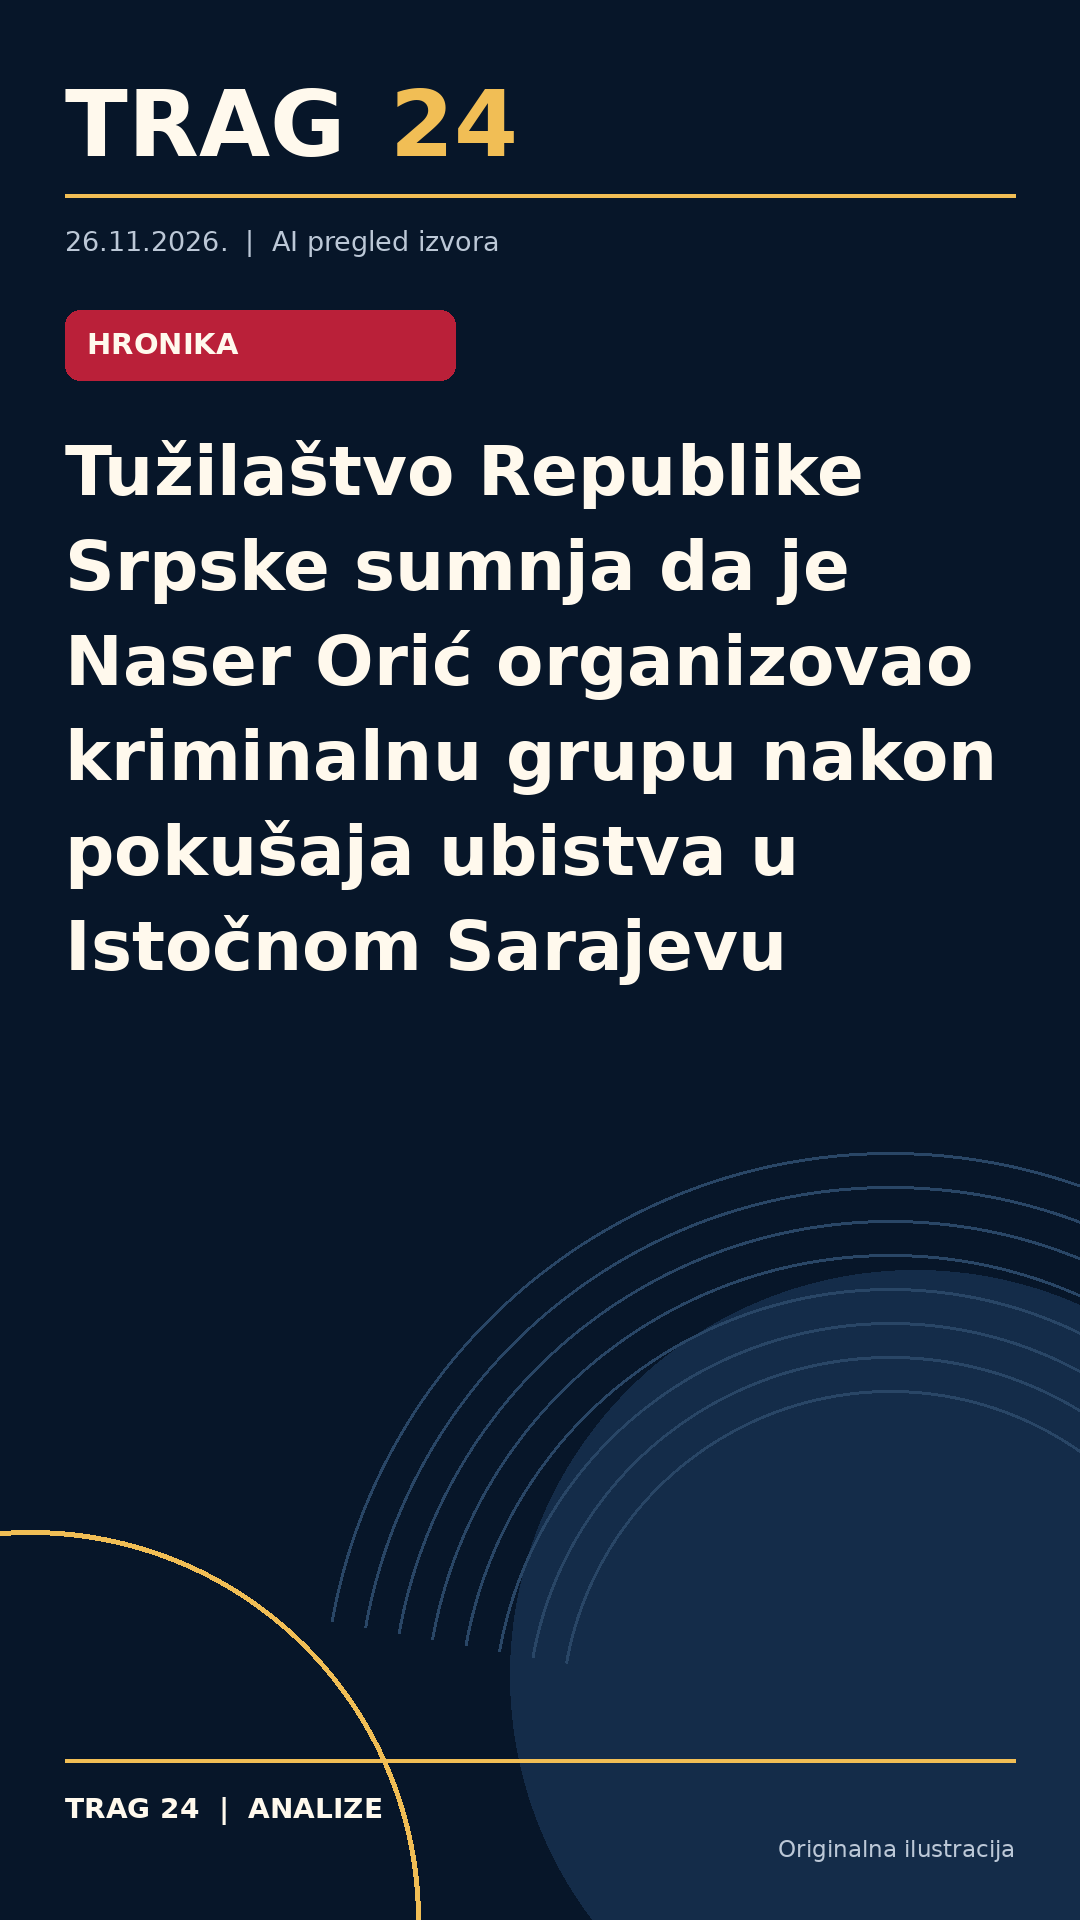 TRAG 24
26.11.2026. | AI pregled izvora
HRONIKA
Tužilaštvo Republike
Srpske sumnja da je
Naser Orić organizovao
kriminalnu grupu nakon
pokušaja ubistva u
Istočnom Sarajevu
TRAG 24 | ANALIZE
Originalna ilustracija